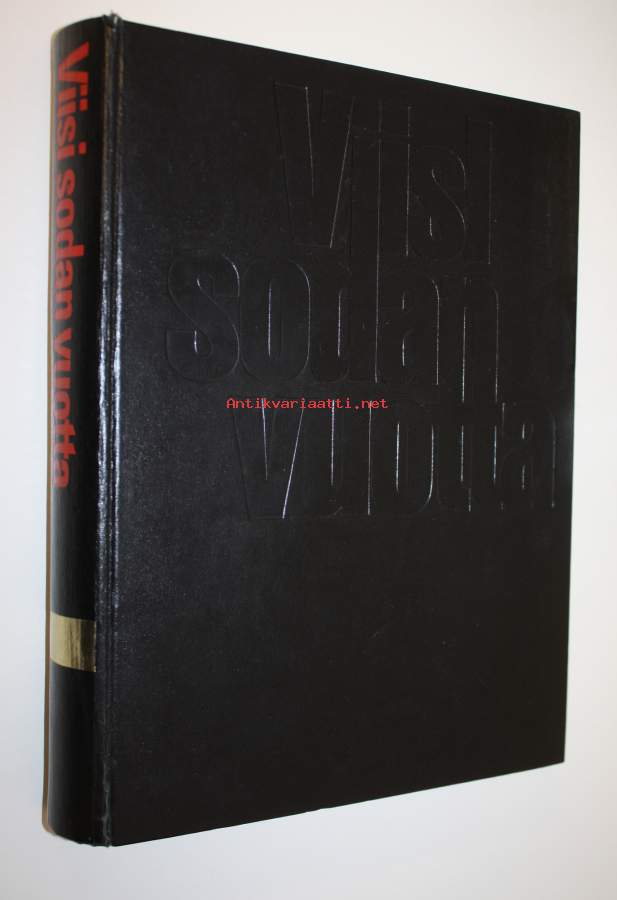 Viisi sodan vuotta
Viisi
sodan
vuotta
Antikvariaatti.net